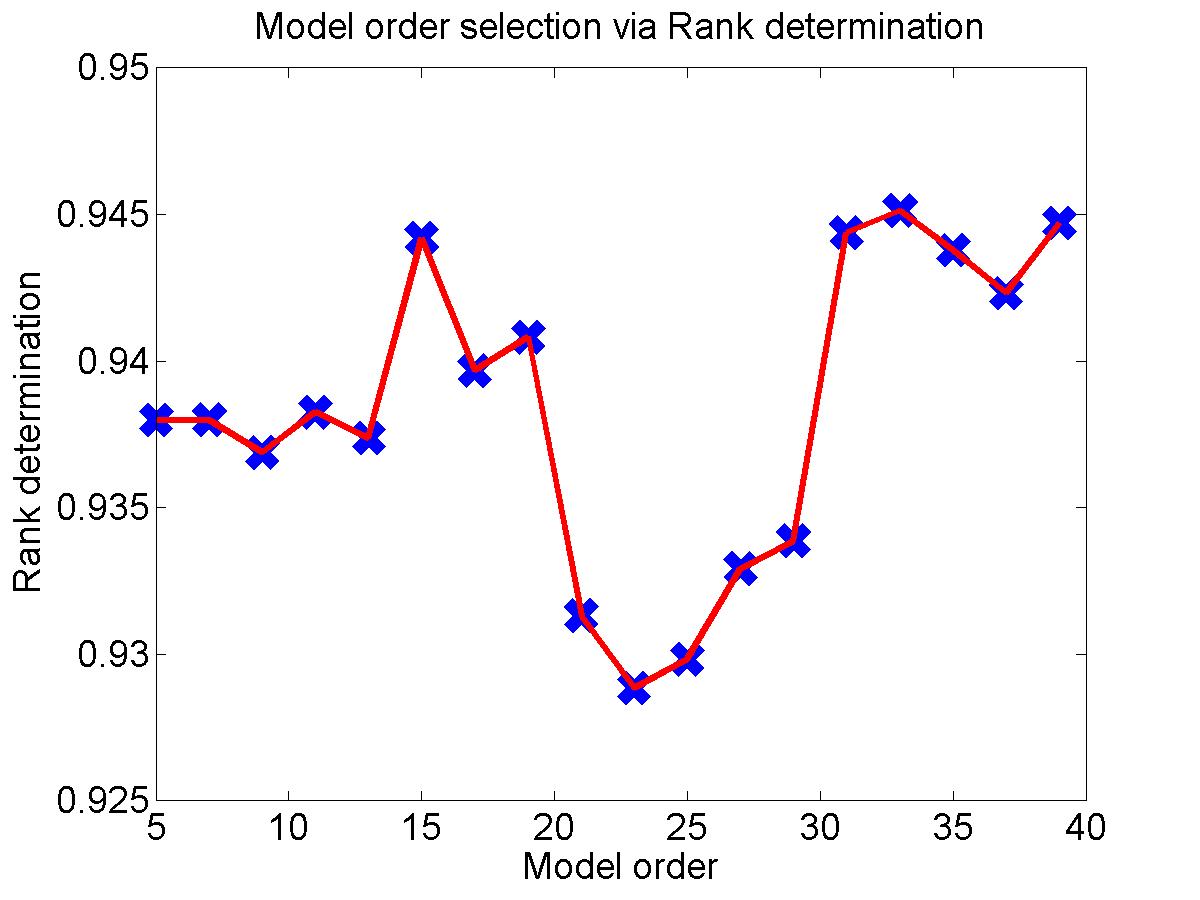 Model order selection via Rank determination
0.95
0.945
0.94
0.935
0.93
0.925
Rank determination
5 10 15 20 25 30 35 40
Model order